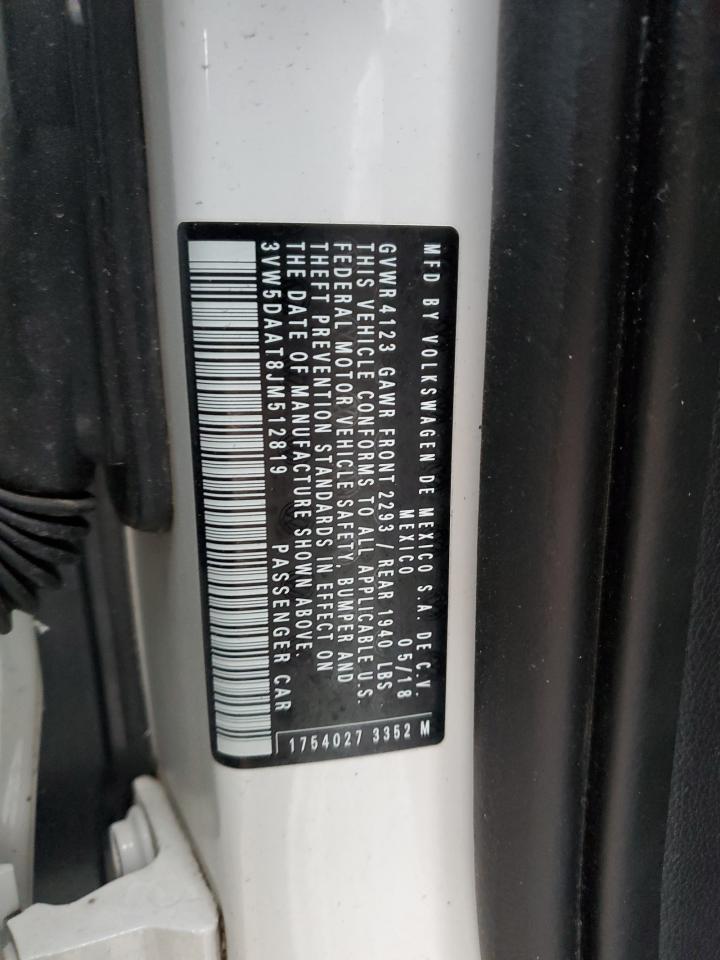 MFD BY VOLKSWAGEN DE MEXICO S.A. DE C.V.
MEXICO 05/18
GVWR 4123 GAWR FRONT 2293 / REAR 1940 LBS
THIS VEHICLE CONFORMS TO ALL APPLICABLE U.S.
FEDERAL MOTOR VEHICLE SAFETY, BUMPER AND
THEFT PREVENTION STANDARDS IN EFFECT ON
THE DATE OF MANUFACTURE SHOWN ABOVE.
3VW5DAAT8JM512819 PASSENGER CAR
1754027 3352 M